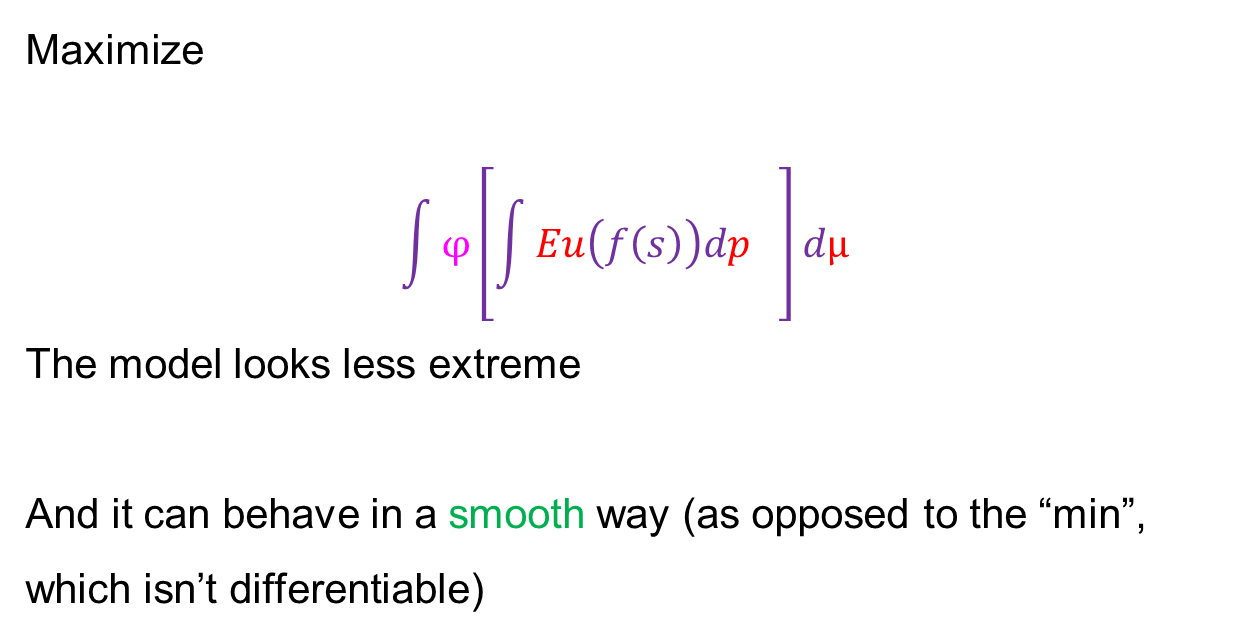 Maximize
∫ φ[∫ Eu(f(s))dp ] dμ
The model looks less extreme
And it can behave in a smooth way (as opposed to the “min”,
which isn’t differentiable)